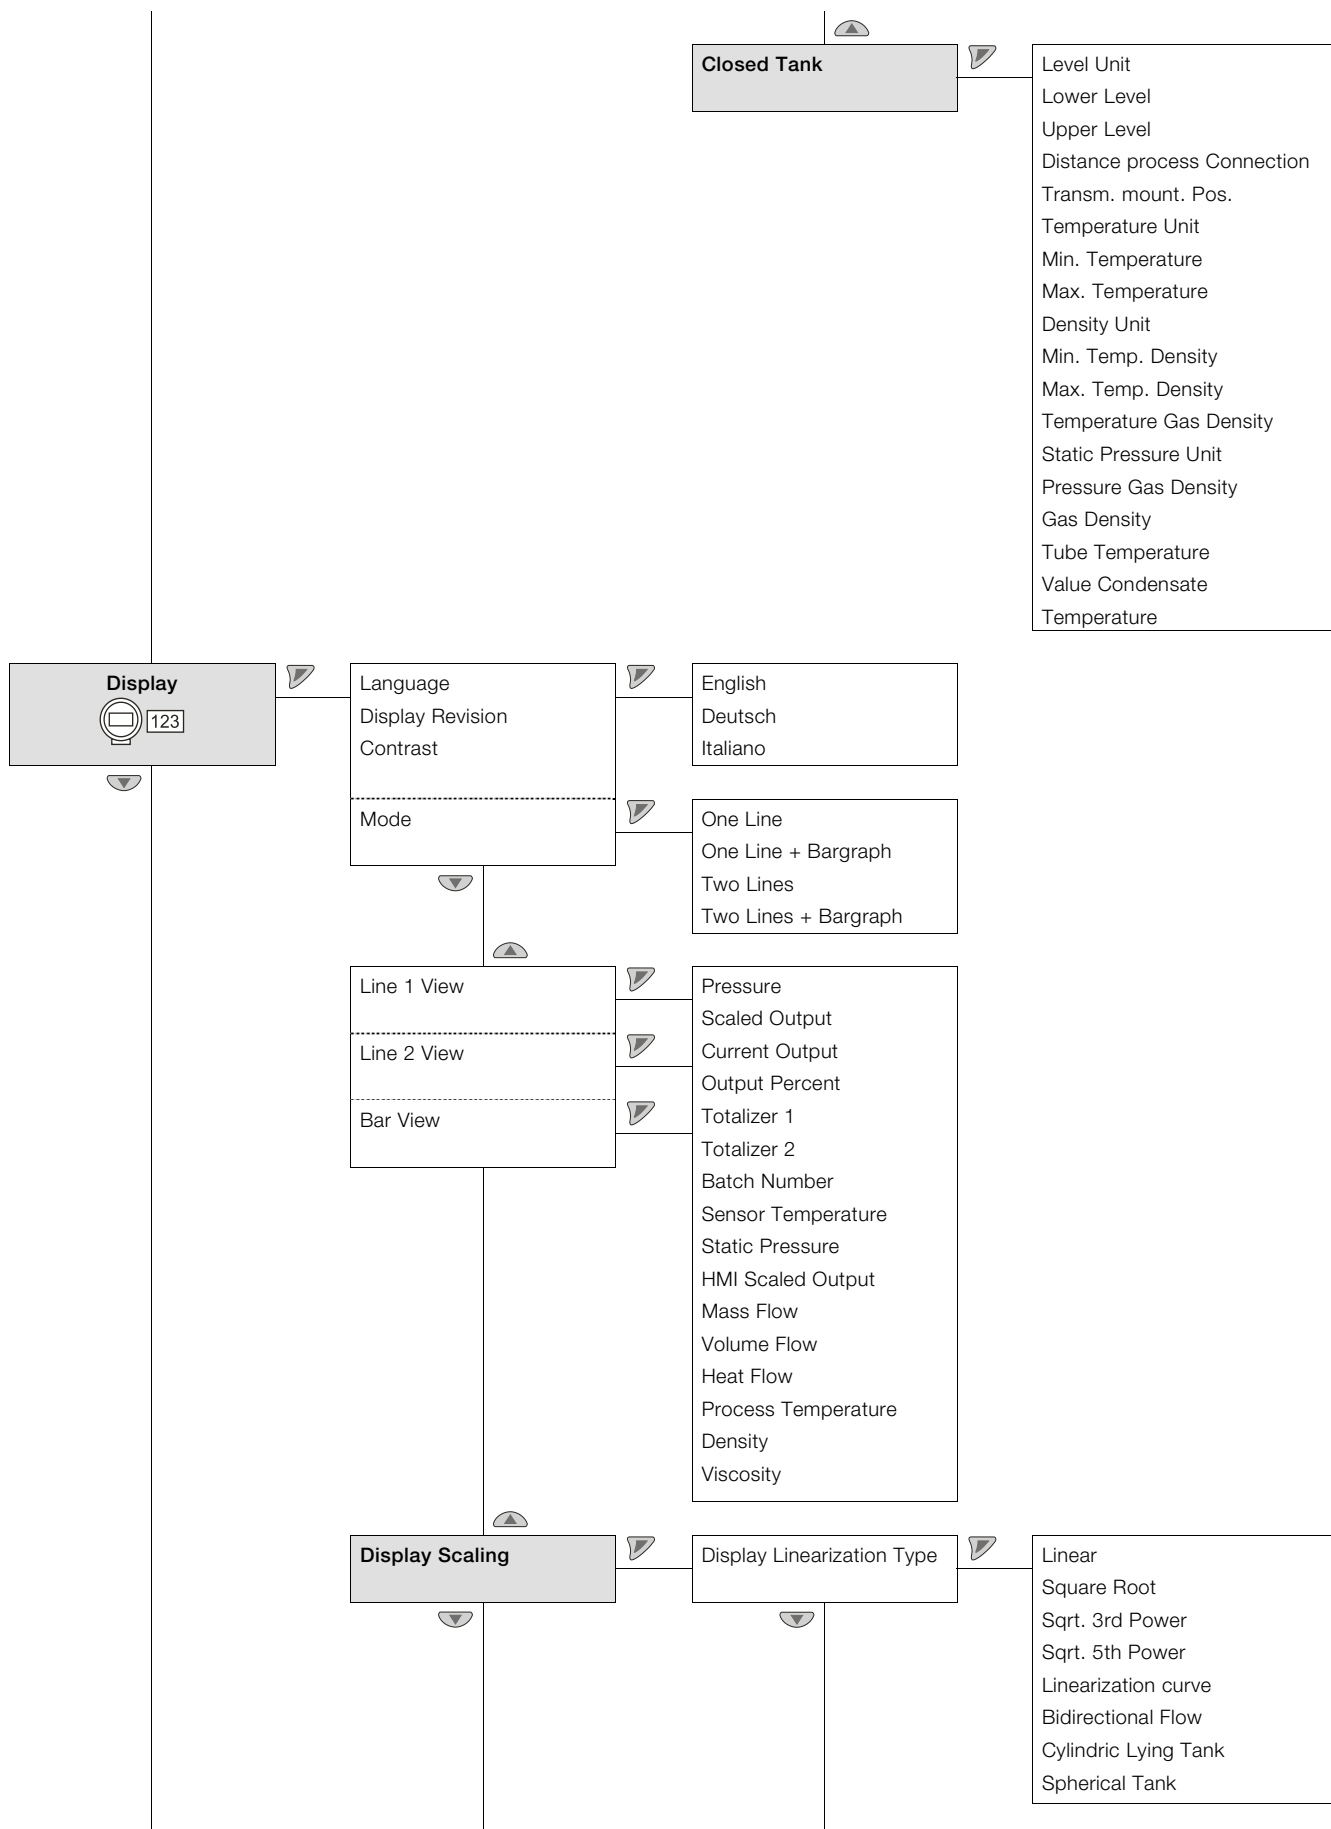 Closed Tank
Level Unit
Lower Level
Upper Level
Distance process Connection
Transm. mount. Pos.
Temperature Unit
Min. Temperature
Max. Temperature
Density Unit
Min. Temp. Density
Max. Temp. Density
Temperature Gas Density
Static Pressure Unit
Pressure Gas Density
Gas Density
Tube Temperature
Value Condensate
Temperature
Display
123
Language
Display Revision
Contrast
Mode
English
Deutsch
Italiano
One Line
One Line + Bargraph
Two Lines
Two Lines + Bargraph
Line 1 View
Line 2 View
Bar View
Pressure
Scaled Output
Current Output
Output Percent
Totalizer 1
Totalizer 2
Batch Number
Sensor Temperature
Static Pressure
HMI Scaled Output
Mass Flow
Volume Flow
Heat Flow
Process Temperature
Density
Viscosity
Display Scaling
Display Linearization Type
Linear
Square Root
Sqrt. 3rd Power
Sqrt. 5th Power
Linearization curve
Bidirectional Flow
Cylindric Lying Tank
Spherical Tank